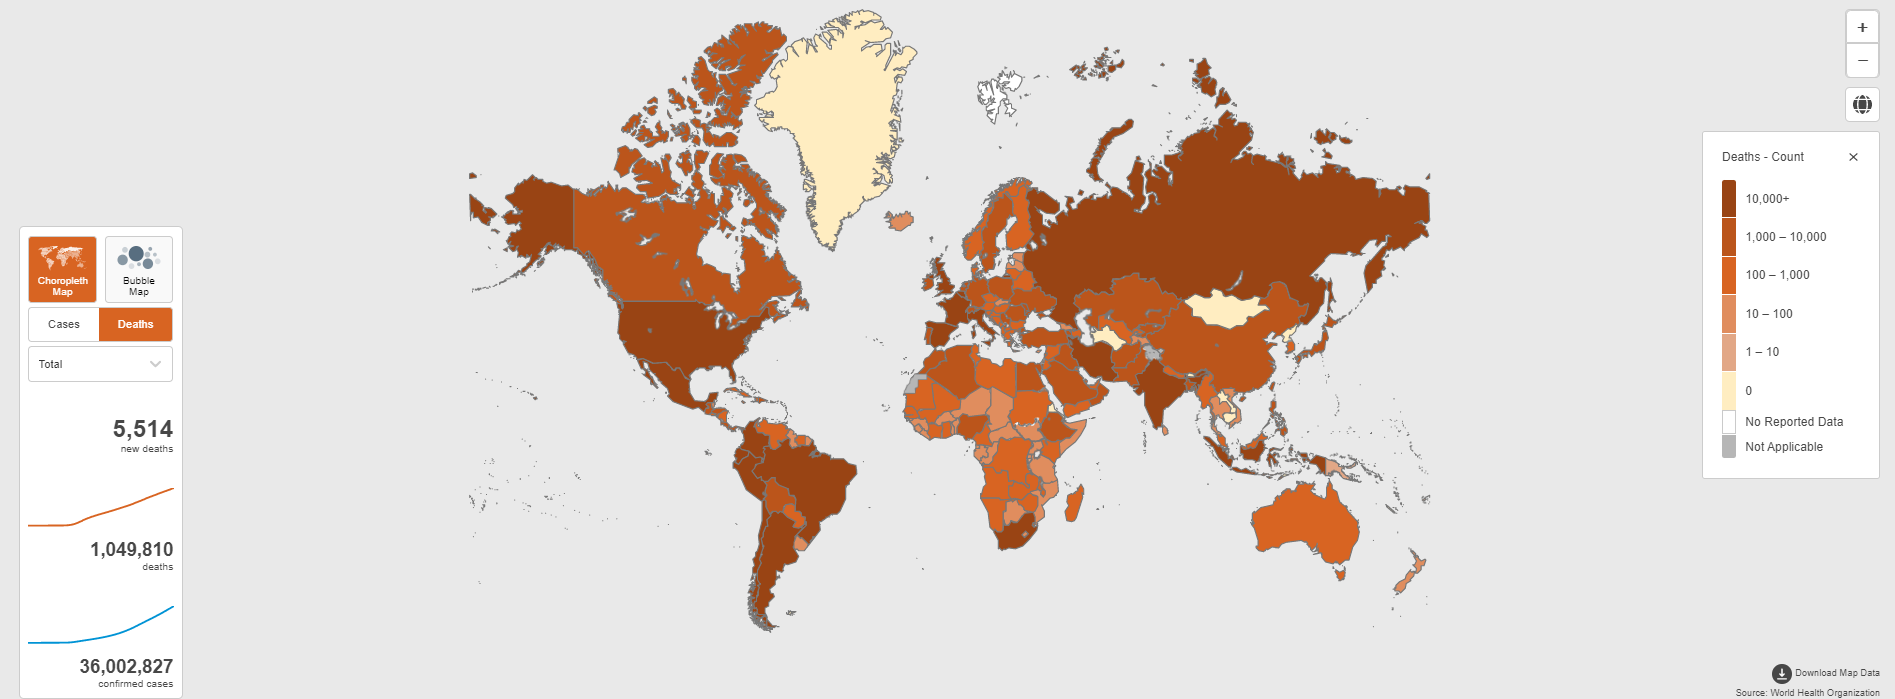 Choropleth
Map
Bubble
Map
Cases
Deaths
Total
5,514
new deaths
1,049,810
deaths
36,002,827
confirmed cases
+
−
Deaths - Count
×
10,000+
1,000 – 10,000
100 – 1,000
10 – 100
1 – 10
0
No Reported Data
Not Applicable
Download Map Data
Source: World Health Organization